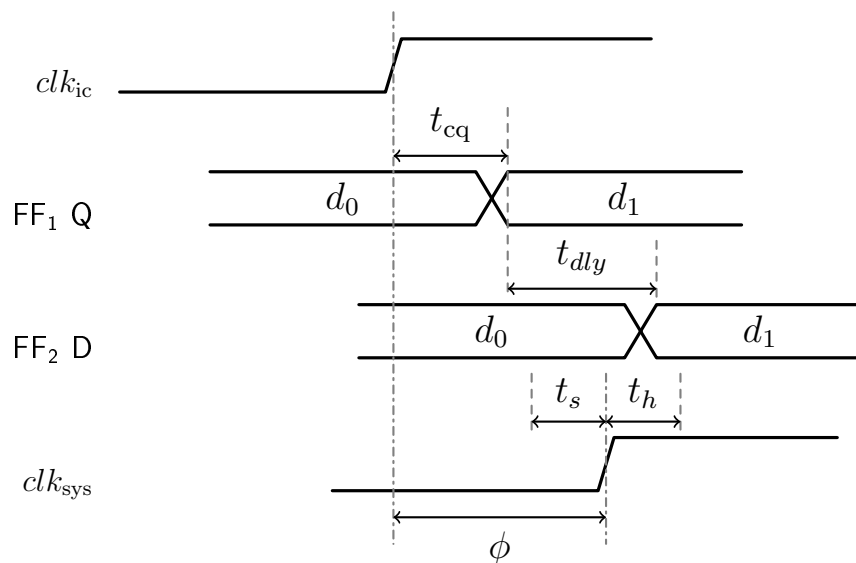 clk_ic
t_cq
FF₁ Q
d₀
d₁
t_dly
FF₂ D
d₀
d₁
t_s
t_h
clk_sys
ϕ